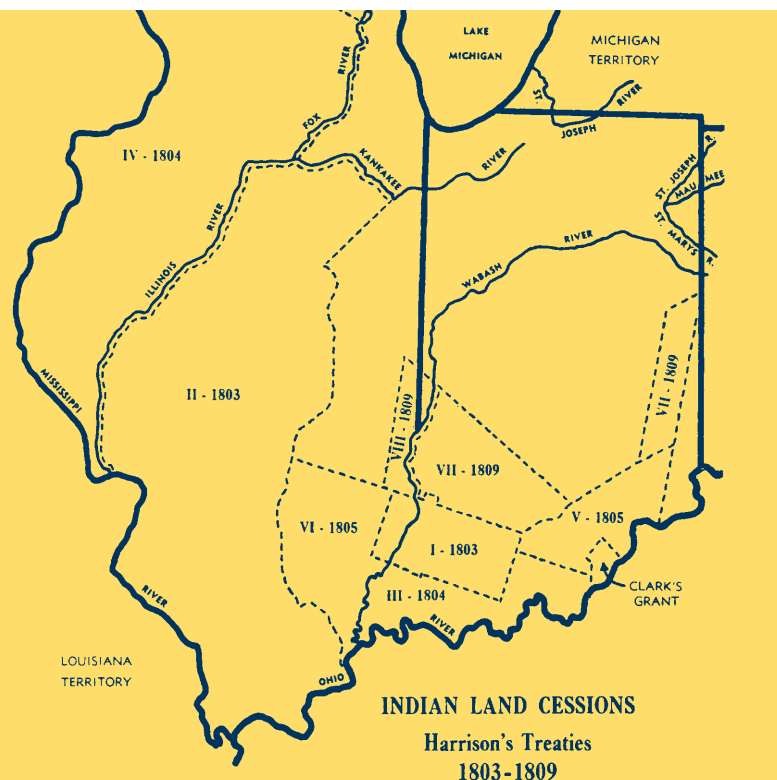 LAKE
MICHIGAN
MICHIGAN
TERRITORY
FOX
RIVER
ST.
JOSEPH
RIVER
IV - 1804
KANKAKEE
RIVER
ST. JOSEPH R.
MAUMEE
ST. MARYS R.
ILLINOIS
RIVER
WABASH
RIVER
MISSISSIPPI
RIVER
II - 1803
VIII - 1809
VII - 1809
VII - 1809
VI - 1805
I - 1803
V - 1805
III - 1804
CLARK'S
GRANT
OHIO
RIVER
LOUISIANA
TERRITORY
INDIAN LAND CESSIONS
Harrison's Treaties
1803-1809